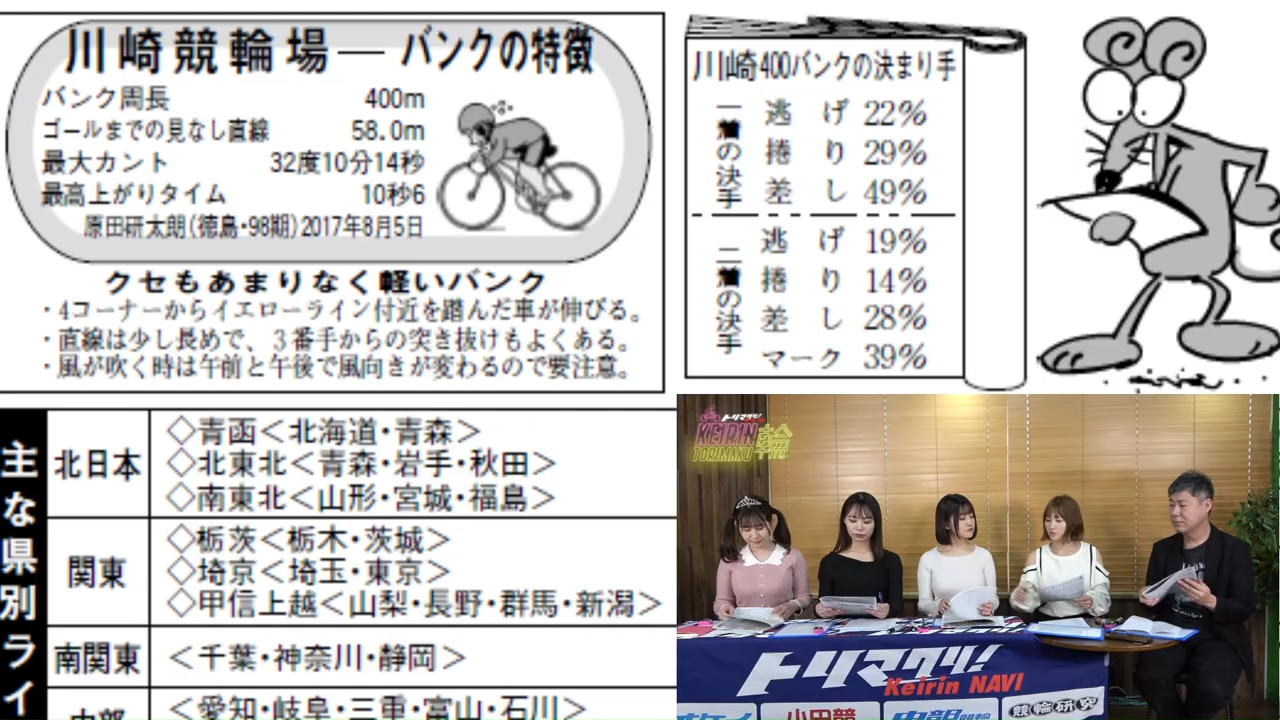 川崎競輪場 ― バンクの特徴
バンク周長 400m
ゴールまでの見なし直線 58.0m
最大カント 32度10分14秒
最高上がりタイム 10秒6
原田研太朗(徳島・98期)2017年8月5日
クセもあまりなく軽いバンク
・4コーナーからイエローライン付近を踏んだ車が伸びる。
・直線は少し長めで、3番手からの突き抜けもよくある。
・風が吹く時は午前と午後で風向きが変わるので要注意。
川崎400バンクの決まり手
一着の決手
逃げ 22%
捲り 29%
差し 49%
二着の決手
逃げ 19%
捲り 14%
差し 28%
マーク 39%
主な県別ライ
北日本
◇青函<北海道・青森>
◇北東北<青森・岩手・秋田>
◇南東北<山形・宮城・福島>
関東
◇栃茨<栃木・茨城>
◇埼京<埼玉・東京>
◇甲信上越<山梨・長野・群馬・新潟>
南関東
<千葉・神奈川・静岡>
中部
<愛知・岐阜・三重・富山・石川>
トリマクリ!
KEIRIN 輪
TORIMAKU
トリマクリ!
Keirin NAVI
小田競
競輪研究